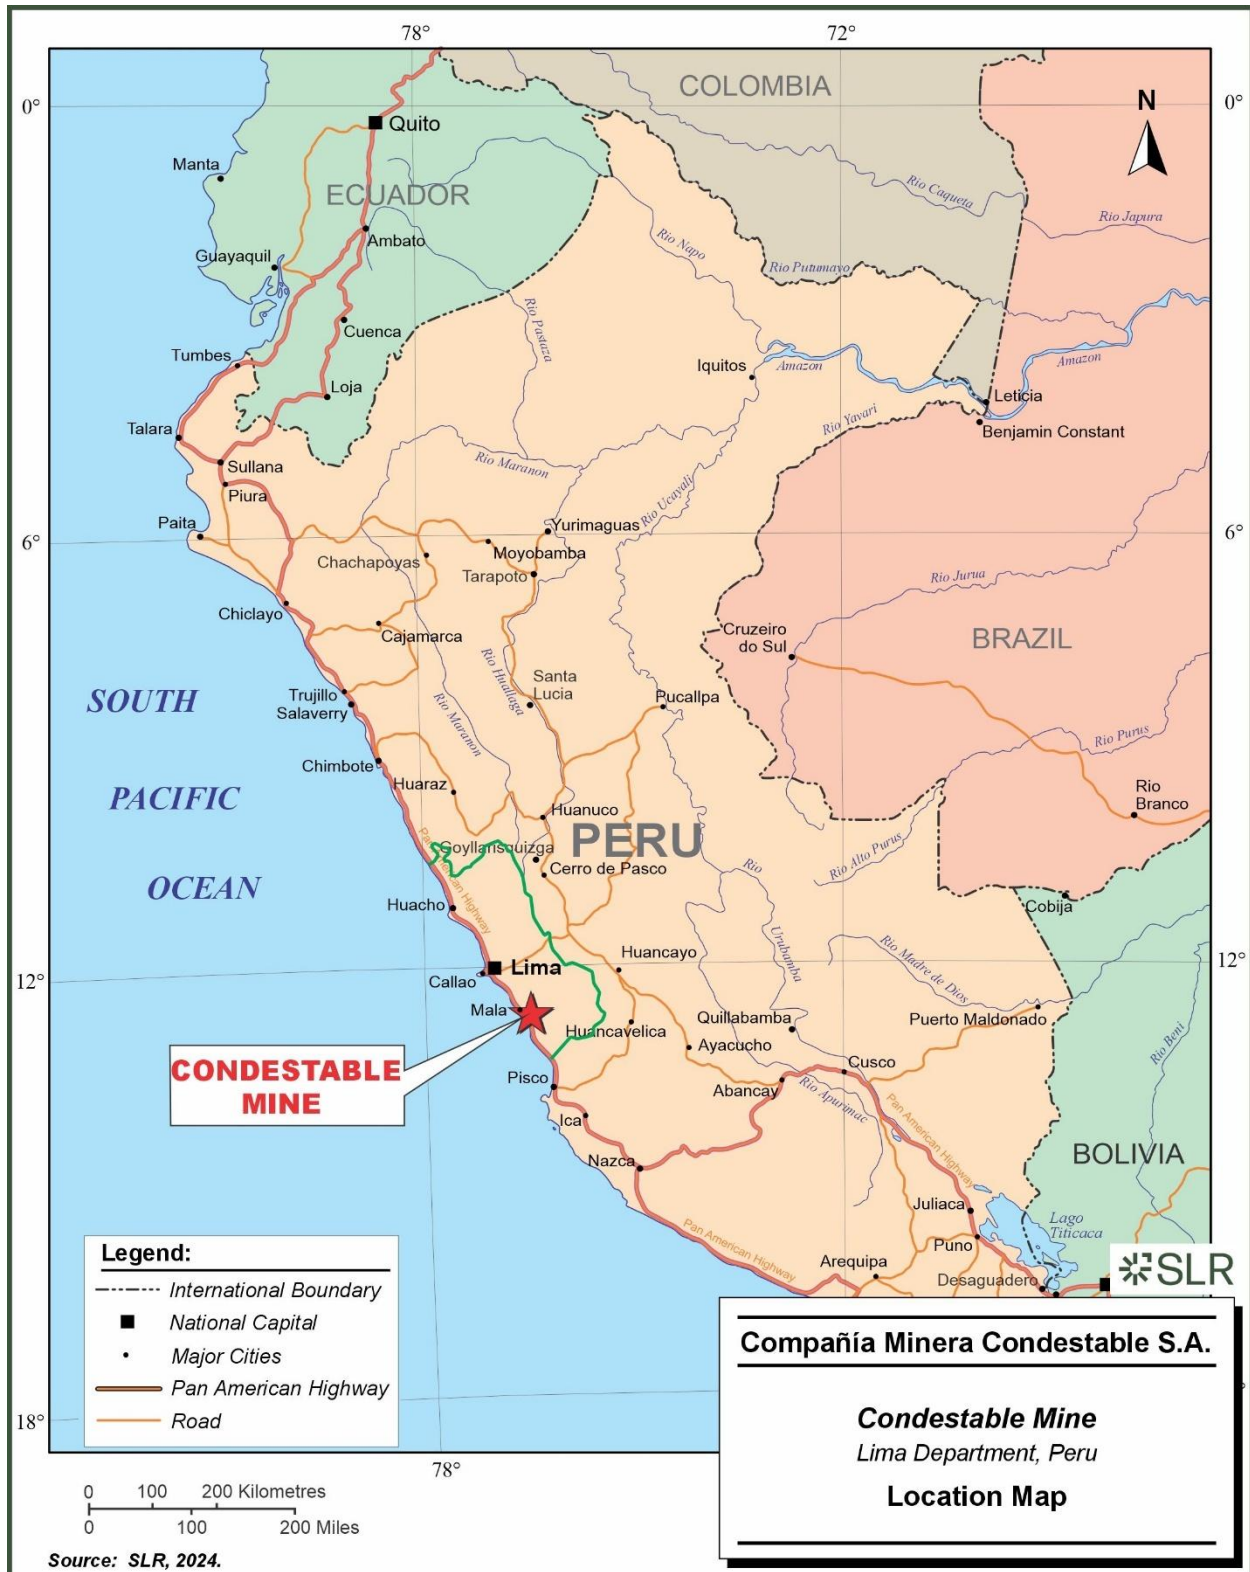 78°
72°
COLOMBIA
0°
0°
N
Quito
Manta
ECUADOR
Rio Caqueta
Rio Japura
Ambato
Rio Napo
Guayaquil
Rio Putumayo
Cuenca
Rio Pastaza
Tumbes
Iquitos
Amazon
Amazon
Loja
Leticia
Rio Yavari
Talara
Benjamin Constant
Sullana
Rio Maranon
Piura
Rio Ucayali
Paita
Yurimaguas
6°
6°
Moyobamba
Chachapoyas
Tarapoto
Rio Jurua
Chiclayo
Cajamarca
Cruzeiro
do Sul
BRAZIL
Rio Huallaga
Santa
Lucia
SOUTH
Trujillo
Salaverry
Pucallpa
Rio Maranon
Rio Purus
Chimbote
PACIFIC
Huaraz
Rio
Branco
Huanuco
PERU
Pan American Highway
Goyllarisquizga
Cerro de Pasco
Rio Alto Purus
OCEAN
Rio
Urubamba
Huacho
Cobija
Huancayo
Rio Madre de Dios
12°
12°
Lima
Callao
Mala
Huancavelica
Quillabamba
Puerto Maldonado
Rio Beni
Ayacucho
CONDESTABLE
MINE
Cusco
Pisco
Abancay
Rio Apurimac
Pan American Highway
Ica
BOLIVIA
Nazca
Juliaca
Lago
Titicaca
Pan American Highway
Puno
Arequipa
Desaguadero
SLR
Legend:
International Boundary
National Capital
Major Cities
Pan American Highway
Road
18°
78°
Compañía Minera Condestable S.A.
Condestable Mine
Lima Department, Peru
Location Map
0 100 200 Kilometres
0 100 200 Miles
Source: SLR, 2024.